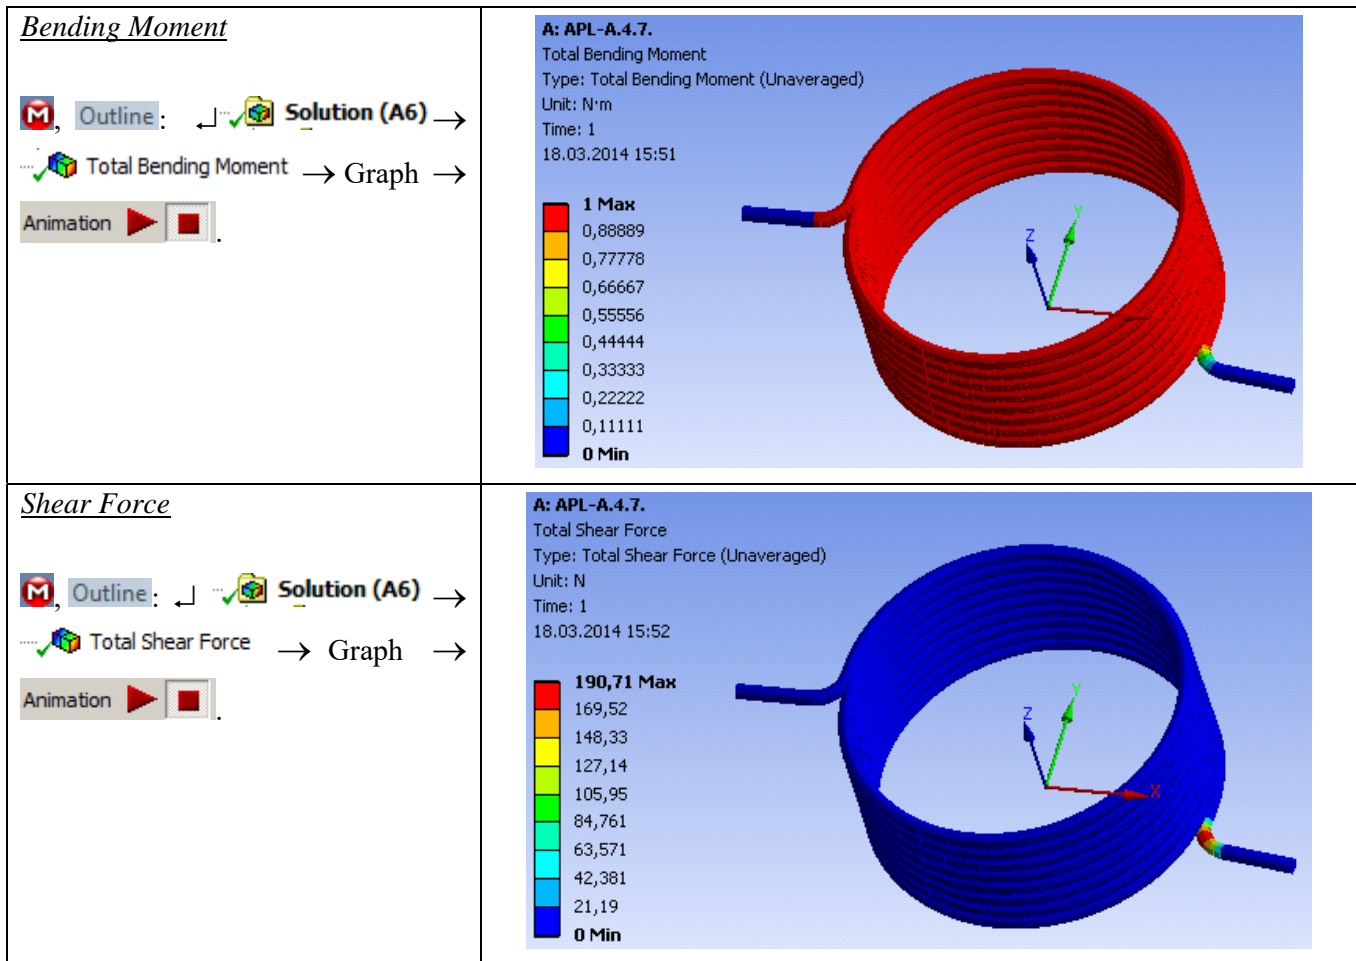 Bending Moment
M, Outline: ↲ Solution (A6) →
Total Bending Moment → Graph →
Animation .
A: APL-A.4.7.
Total Bending Moment
Type: Total Bending Moment (Unaveraged)
Unit: N·m
Time: 1
18.03.2014 15:51
1 Max
0,88889
0,77778
0,66667
0,55556
0,44444
0,33333
0,22222
0,11111
0 Min
Z
Y
Shear Force
M, Outline: ↲ Solution (A6) →
Total Shear Force → Graph →
Animation .
A: APL-A.4.7.
Total Shear Force
Type: Total Shear Force (Unaveraged)
Unit: N
Time: 1
18.03.2014 15:52
190,71 Max
169,52
148,33
127,14
105,95
84,761
63,571
42,381
21,19
0 Min
Z
Y
X